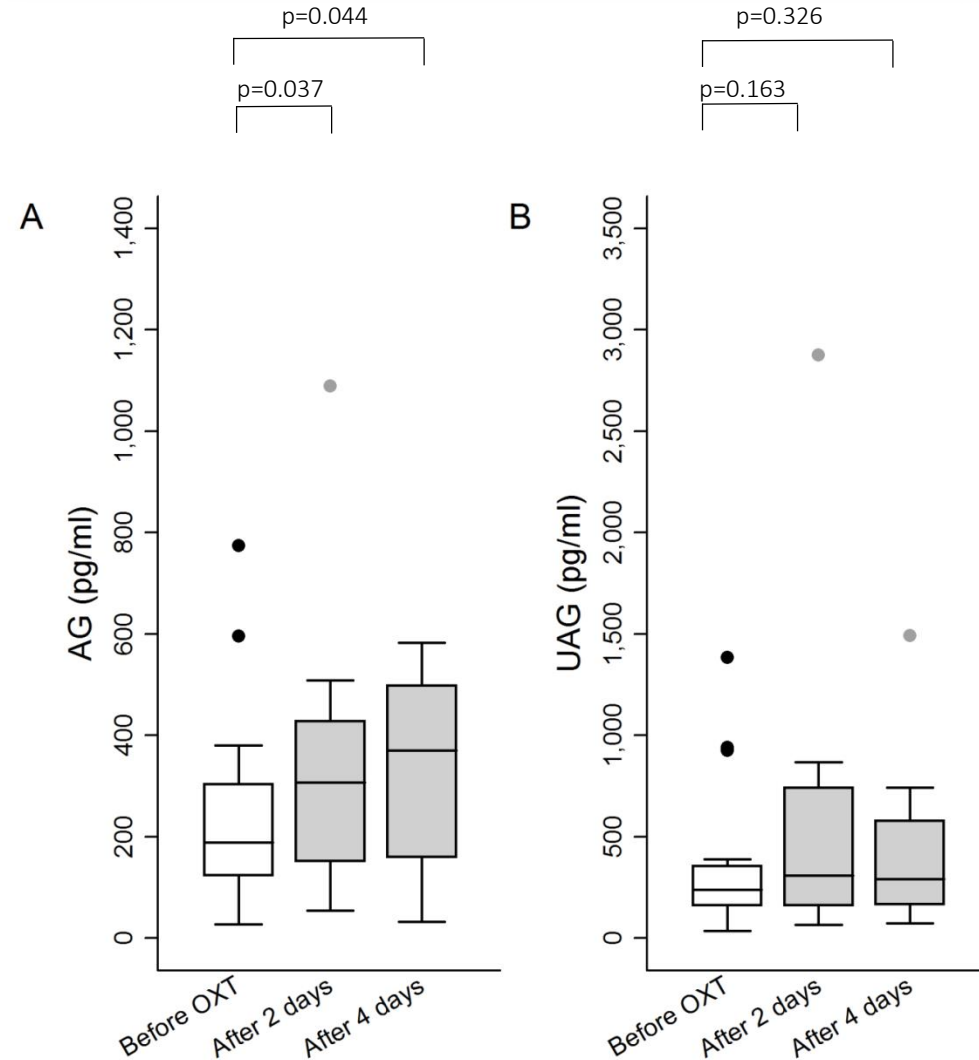 p=0.044
p=0.037
A
AG (pg/ml)
1,400
1,200
1,000
800
600
400
200
0
Before OXT
After 2 days
After 4 days
p=0.326
p=0.163
B
UAG (pg/ml)
3,500
3,000
2,500
2,000
1,500
1,000
500
0
Before OXT
After 2 days
After 4 days